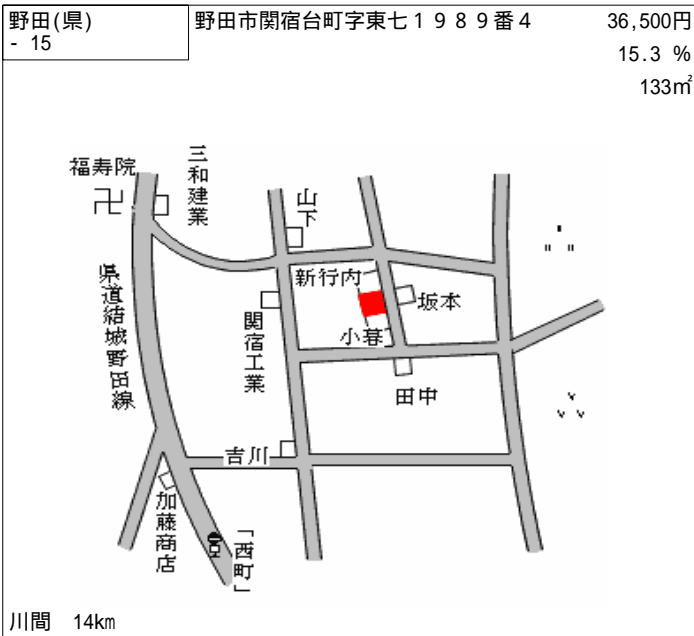 野田(県)
- 15
野田市関宿台町字東七１９８９番４
36,500円
15.3 %
133㎡
福寿院
三和建業
山下
新行内
坂本
県道結城野田線
関宿工業
小暮
田中
吉川
加藤商店
「西町」
川間 14km